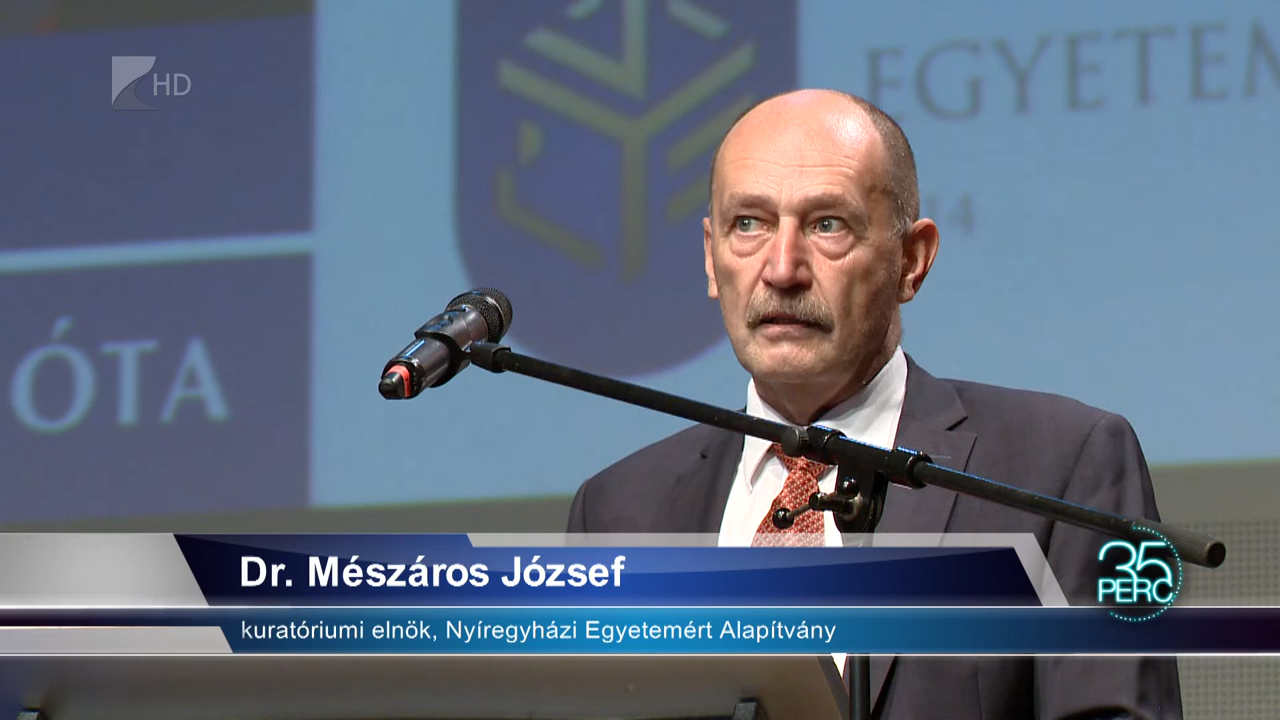 HD
EGYETEM
ÓTA
Dr. Mészáros József
kuratóriumi elnök, Nyíregyházi Egyetemért Alapítvány
35
PERC